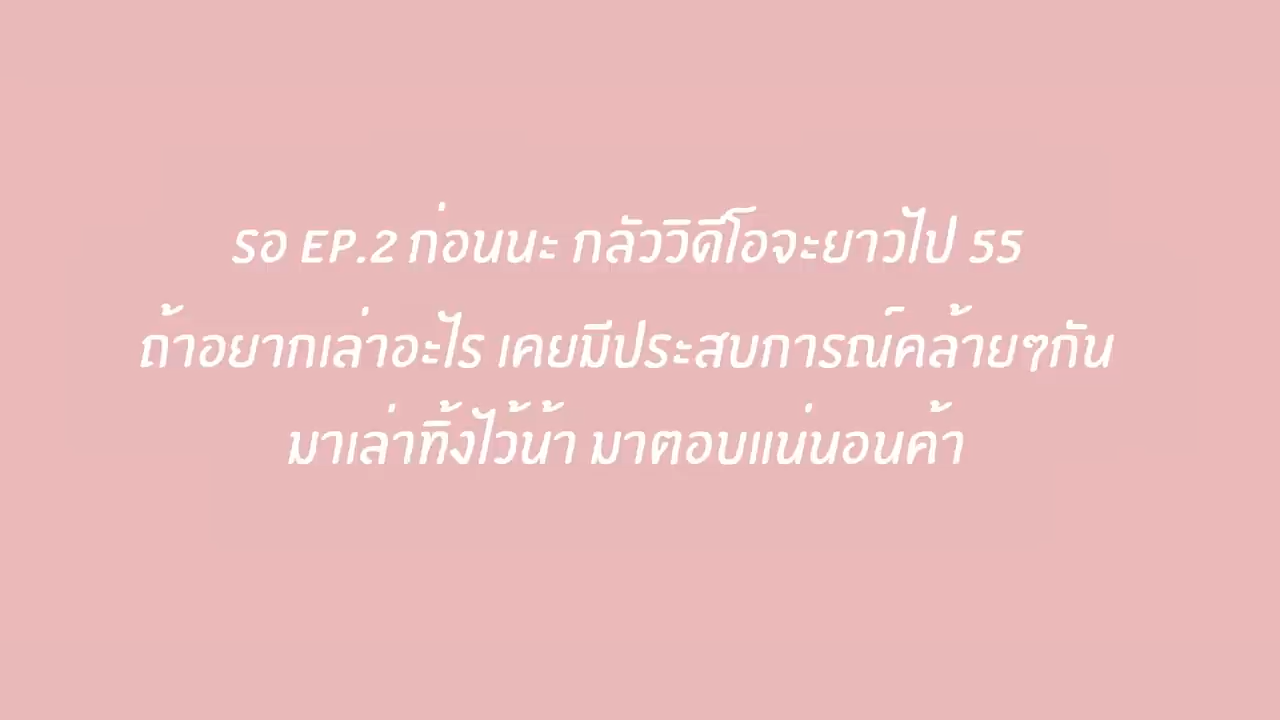 รอ EP.2 ก่อนนะ กลัววิดีโอจะยาวไป 55
ถ้าอยากเล่าอะไร เคยมีประสบการณ์คล้ายๆกัน
มาเล่าทิ้งไว้น้า มาตอบแน่นอนค้า